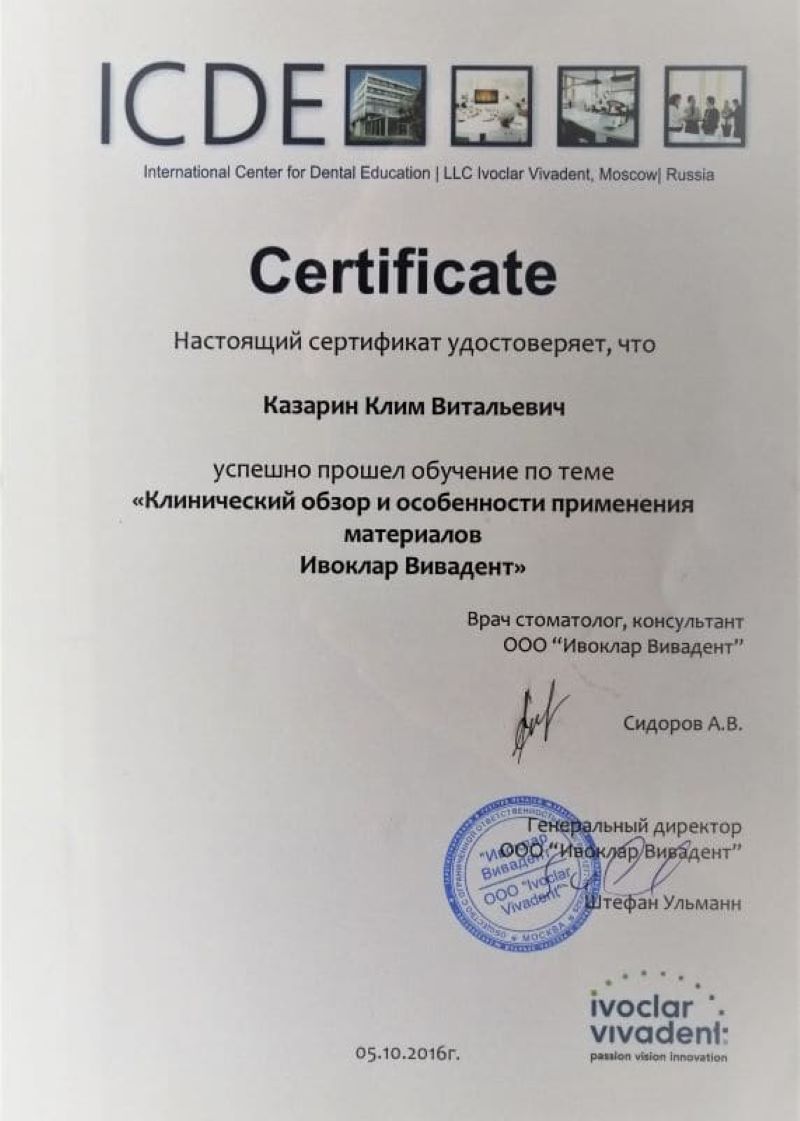 ICDE
International Center for Dental Education | LLC Ivoclar Vivadent, Moscow| Russia
Certificate
Настоящий сертификат удостоверяет, что
Казарин Клим Витальевич
успешно прошел обучение по теме
«Клинический обзор и особенности применения
материалов
Ивоклар Вивадент»
Врач стоматолог, консультант
ООО “Ивоклар Вивадент”
Сидоров А.В.
Генеральный директор
ООО “Ивоклар Вивадент”
Штефан Ульманн
"Ивоклар
Вивадент"
ООО "Ivoclar
Vivadent"
МОСКВА
ivoclar
vivadent:
passion vision innovation
05.10.2016г.